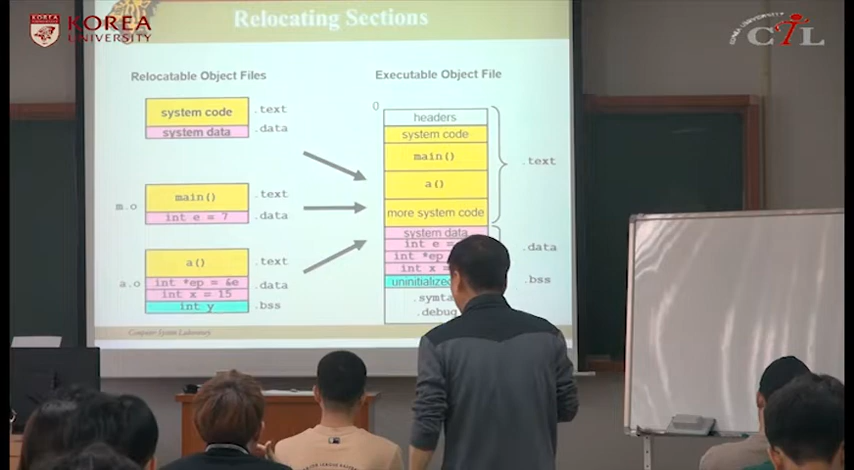 KOREA
UNIVERSITY
CTL
Relocating Sections
Relocatable Object Files
system code .text
system data .data
m.o
main() .text
int e = 7 .data
a.o
a() .text
int *ep = &e .data
int x = 15
int y .bss
Executable Object File
0
headers
system code
main()
a()
more system code
.text
system data
int e =
int *ep
int x =
.data
uninitialized
.bss
.symta
.debug
Computer System Laboratory